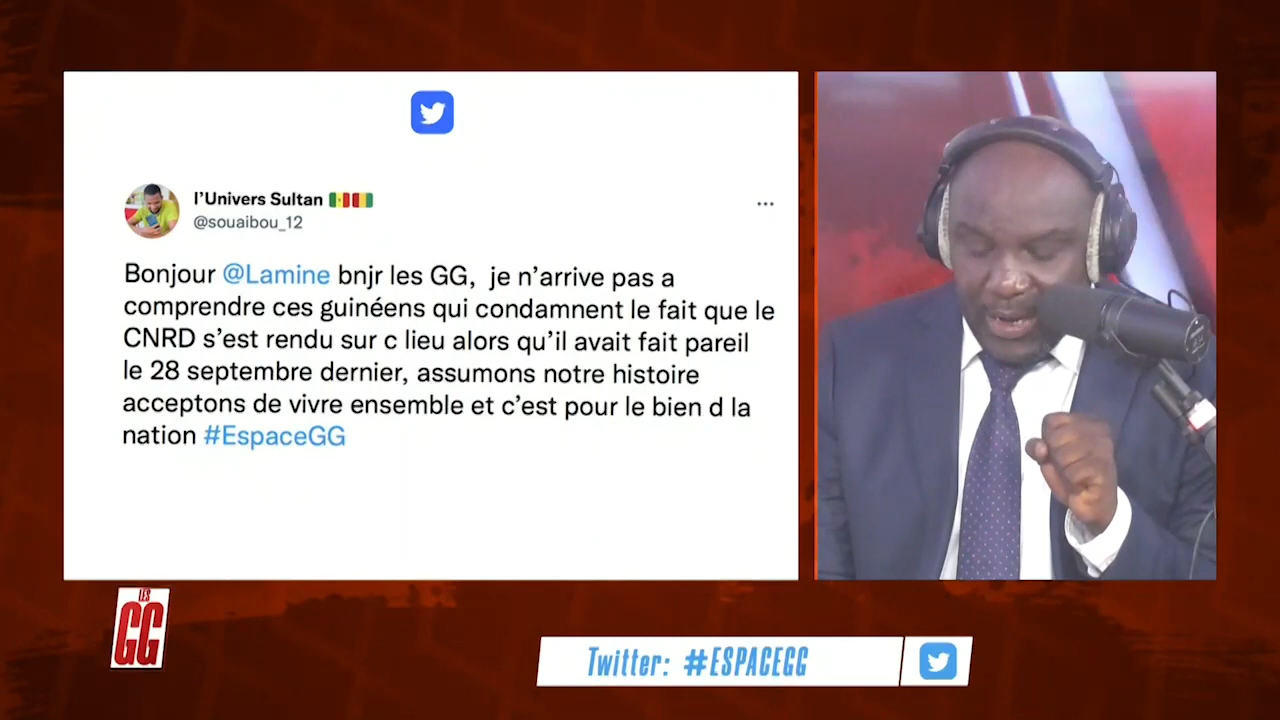 l'Univers Sultan
@souaibou_12
Bonjour @Lamine bnjr les GG, je n'arrive pas a
comprendre ces guinéens qui condamnent le fait que le
CNRD s'est rendu sur c lieu alors qu'il avait fait pareil
le 28 septembre dernier, assumons notre histoire
acceptons de vivre ensemble et c'est pour le bien d la
nation #EspaceGG
LES
GG
Twitter: #ESPACEGG